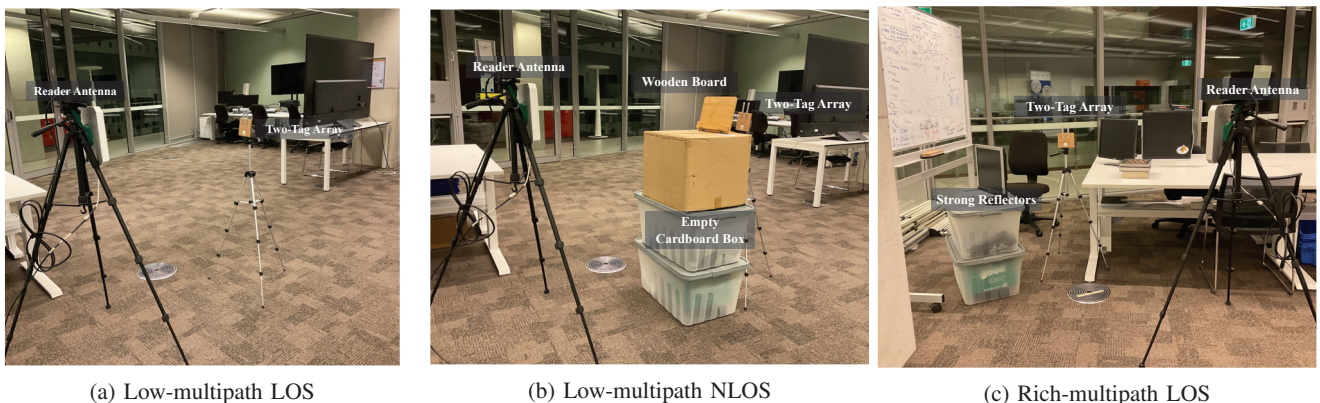 Reader Antenna
Two-Tag Array
Reader Antenna
Wooden Board
Two-Tag Array
Empty
Cardboard Box
Two-Tag Array
Reader Antenna
Strong Reflectors
(a) Low-multipath LOS
(b) Low-multipath NLOS
(c) Rich-multipath LOS